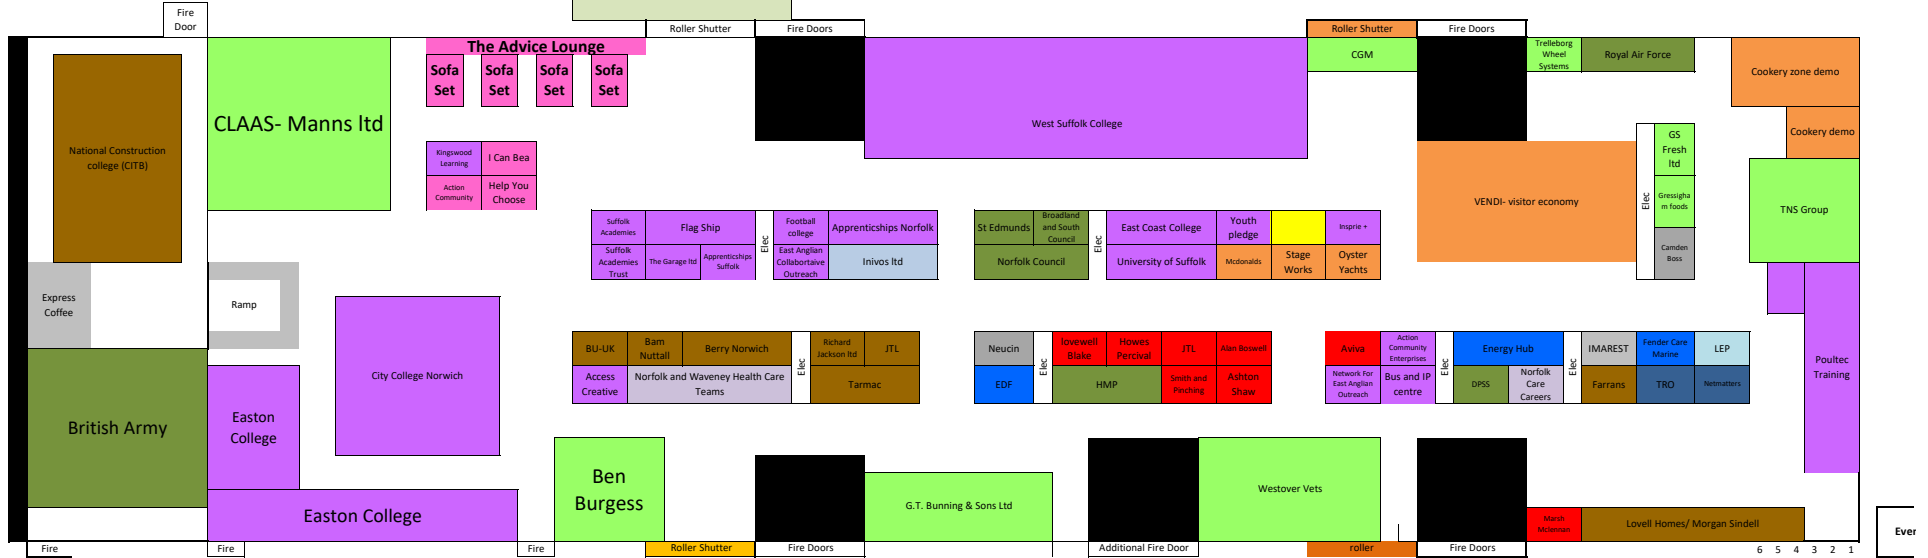 Fire
Door
Roller Shutter
Fire Doors
Roller Shutter
Fire Doors
The Advice Lounge
Sofa
Set
Sofa
Set
Sofa
Set
Sofa
Set
CLAAS- Manns ltd
National Construction
college (CITB)
West Suffolk College
CGM
Trelleborg
Wheel
Systems
Royal Air Force
Cookery zone demo
Cookery demo
Kingswood
Learning
I Can Bea
Action
Community
Help You
Choose
GS
Fresh
ltd
Elec
Gressigha
m foods
Camden
Boss
VENDI- visitor economy
TNS Group
Suffolk
Academies
Flag Ship
Elec
Football
college
Apprenticships Norfolk
Suffolk
Academies
Trust
The Garage ltd
Apprenticships
Suffolk
East Anglian
Collabortaive
Outreach
Inivos ltd
St Edmunds
Broadland
and South
Council
Elec
East Coast College
Youth
pledge
Insprie +
Norfolk Council
University of Suffolk
Mcdonalds
Stage
Works
Oyster
Yachts
Express
Coffee
Ramp
City College Norwich
British Army
Easton
College
Easton College
BU-UK
Bam
Nuttall
Berry Norwich
Elec
Richard
Jackson ltd
JTL
Access
Creative
Norfolk and Waveney Health Care
Teams
Tarmac
Neucin
Elec
lovewell
Blake
Howes
Percival
JTL
Alan Boswell
EDF
HMP
Smith and
Pinching
Ashton
Shaw
Aviva
Action
Community
Enterprises
Elec
Energy Hub
Elec
IMAREST
Fender Care
Marine
LEP
Network For
East Anglian
Outreach
Bus and IP
centre
DPSS
Norfolk
Care
Careers
Farrans
TRO
Netmatters
Poultec
Training
Ben
Burgess
G.T. Bunning & Sons Ltd
Westover Vets
Marsh
Mclennan
Lovell Homes/ Morgan Sindell
Fire
Fire
Fire
Roller Shutter
Fire Doors
Additional Fire Door
roller
Fire Doors
6 5 4 3 2 1
Ever